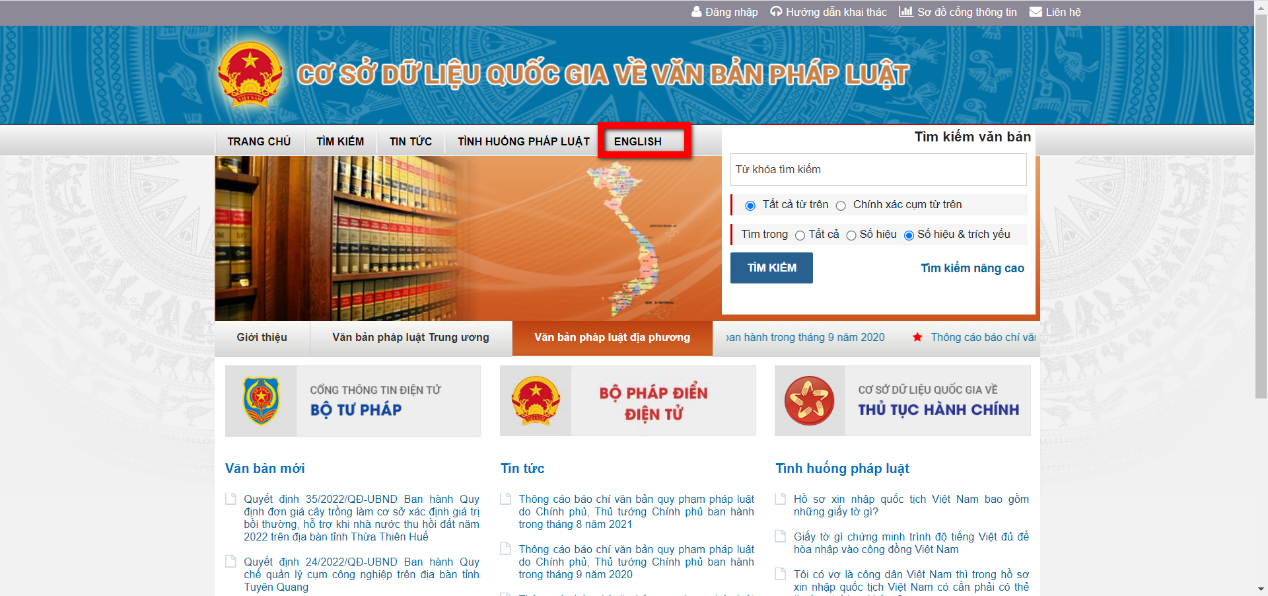 Đăng nhập Hướng dẫn khai thác Sơ đồ cổng thông tin Liên hệ
CƠ SỞ DỮ LIỆU QUỐC GIA VỀ VĂN BẢN PHÁP LUẬT
TRANG CHỦ TÌM KIẾM TIN TỨC TÌNH HUỐNG PHÁP LUẬT ENGLISH
Tìm kiếm văn bản
Từ khóa tìm kiếm
Tất cả từ trên Chính xác cụm từ trên
Tìm trong Tất cả Số hiệu Số hiệu & trích yếu
TÌM KIẾM Tìm kiếm nâng cao
Giới thiệu Văn bản pháp luật Trung ương Văn bản pháp luật địa phương ban hành trong tháng 9 năm 2020 Thông cáo báo chí văn
CỔNG THÔNG TIN ĐIỆN TỬ
BỘ TƯ PHÁP
BỘ PHÁP ĐIỂN
ĐIỆN TỬ
CƠ SỞ DỮ LIỆU QUỐC GIA VỀ
THỦ TỤC HÀNH CHÍNH
Văn bản mới
Quyết định 35/2022/QĐ-UBND Ban hành Quy
định đơn giá cây trồng làm cơ sở xác định giá trị
bồi thường, hỗ trợ khi nhà nước thu hồi đất năm
2022 trên địa bàn tỉnh Thừa Thiên Huế
Quyết định 24/2022/QĐ-UBND Ban hành Quy
chế quản lý cụm công nghiệp trên địa bàn tỉnh
Tuyên Quang
Tin tức
Thông cáo báo chí văn bản quy phạm pháp luật
do Chính phủ, Thủ tướng Chính phủ ban hành
trong tháng 8 năm 2021
Thông cáo báo chí văn bản quy phạm pháp luật
do Chính phủ, Thủ tướng Chính phủ ban hành
trong tháng 9 năm 2020
Tình huống pháp luật
Hồ sơ xin nhập quốc tịch Việt Nam bao gồm
những giấy tờ gì?
Giấy tờ gì chứng minh trình độ tiếng Việt đủ để
hòa nhập vào cộng đồng Việt Nam
Tôi có vợ là công dân Việt Nam thì trong hồ sơ
xin nhập quốc tịch Việt Nam có cần phải có thẻ